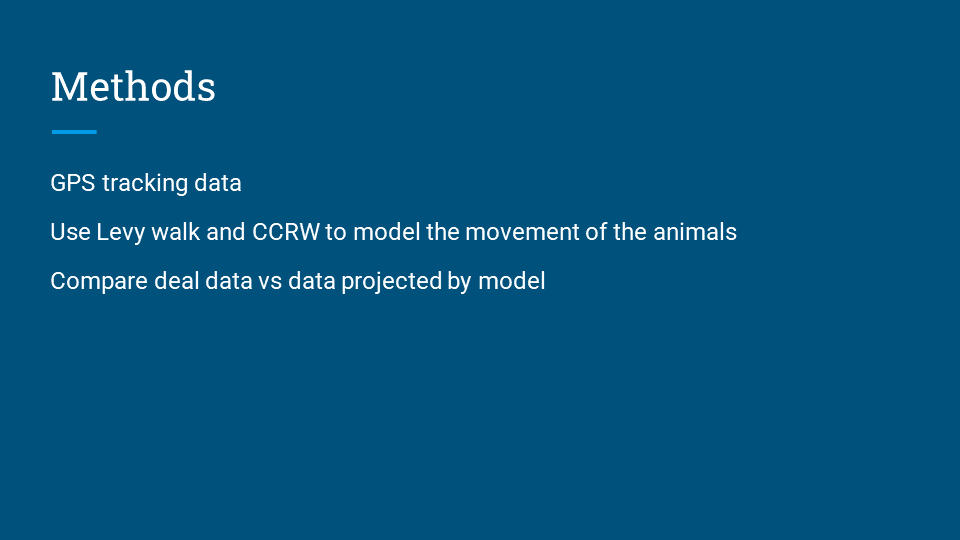 Methods
GPS tracking data
Use Levy walk and CCRW to model the movement of the animals
Compare deal data vs data projected by model